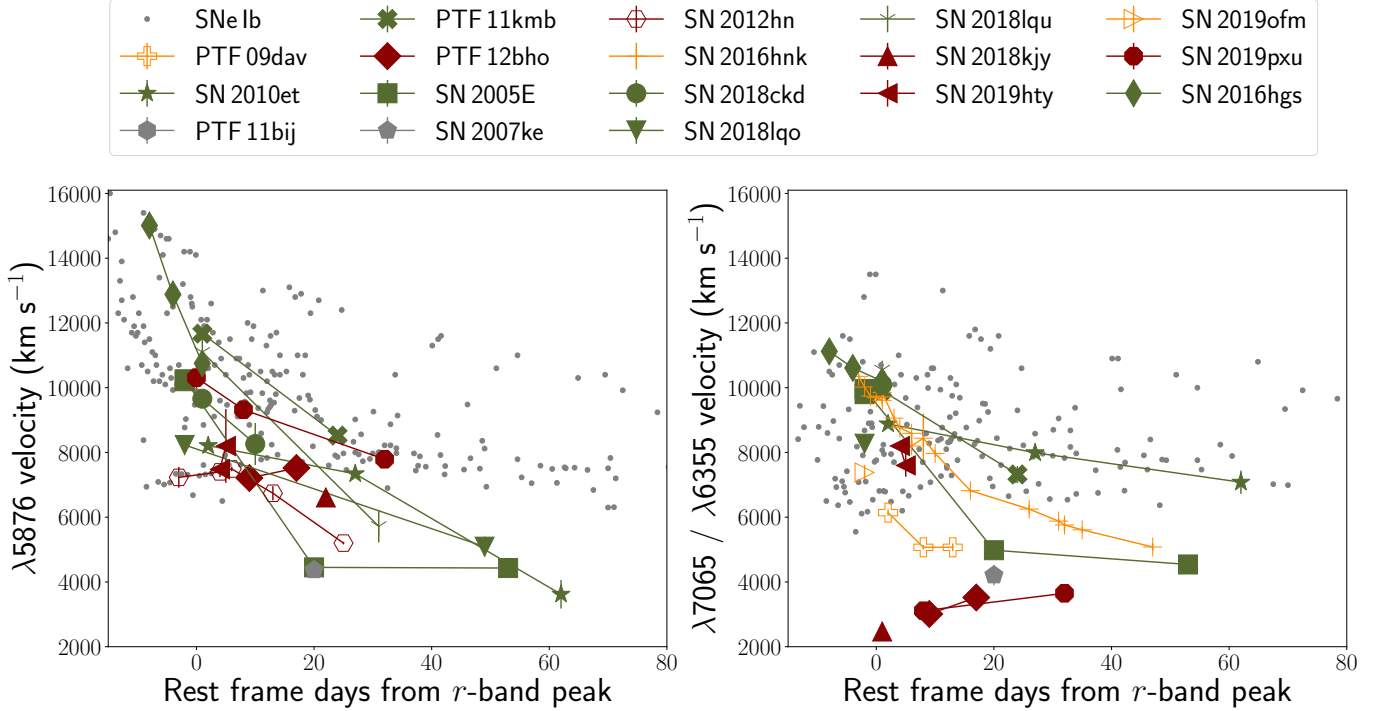 SNe Ib PTF 11kmb SN 2012hn SN 2018lqu SN 2019ofm
PTF 09dav PTF 12bho SN 2016hnk SN 2018kjy SN 2019pxu
SN 2010et SN 2005E SN 2018ckd SN 2019hty SN 2016hgs
PTF 11bij SN 2007ke SN 2018lqo
16000
14000
12000
10000
8000
6000
4000
2000
λ5876 velocity (km s⁻¹)
0 20 40 60 80
Rest frame days from r-band peak
16000
14000
12000
10000
8000
6000
4000
2000
λ7065 / λ6355 velocity (km s⁻¹)
0 20 40 60 80
Rest frame days from r-band peak